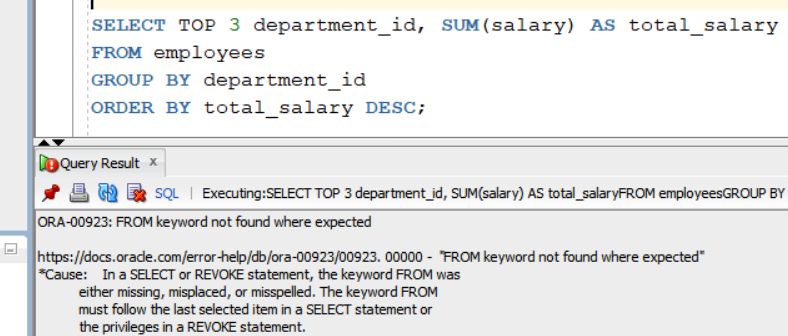 SELECT TOP 3 department_id, SUM(salary) AS total_salary
FROM employees
GROUP BY department_id
ORDER BY total_salary DESC;
Query Result x
SQL | Executing:SELECT TOP 3 department_id, SUM(salary) AS total_salaryFROM employeesGROUP BY
ORA-00923: FROM keyword not found where expected
https://docs.oracle.com/error-help/db/ora-00923/00923. 00000 - "FROM keyword not found where expected"
*Cause: In a SELECT or REVOKE statement, the keyword FROM was
either missing, misplaced, or misspelled. The keyword FROM
must follow the last selected item in a SELECT statement or
the privileges in a REVOKE statement.